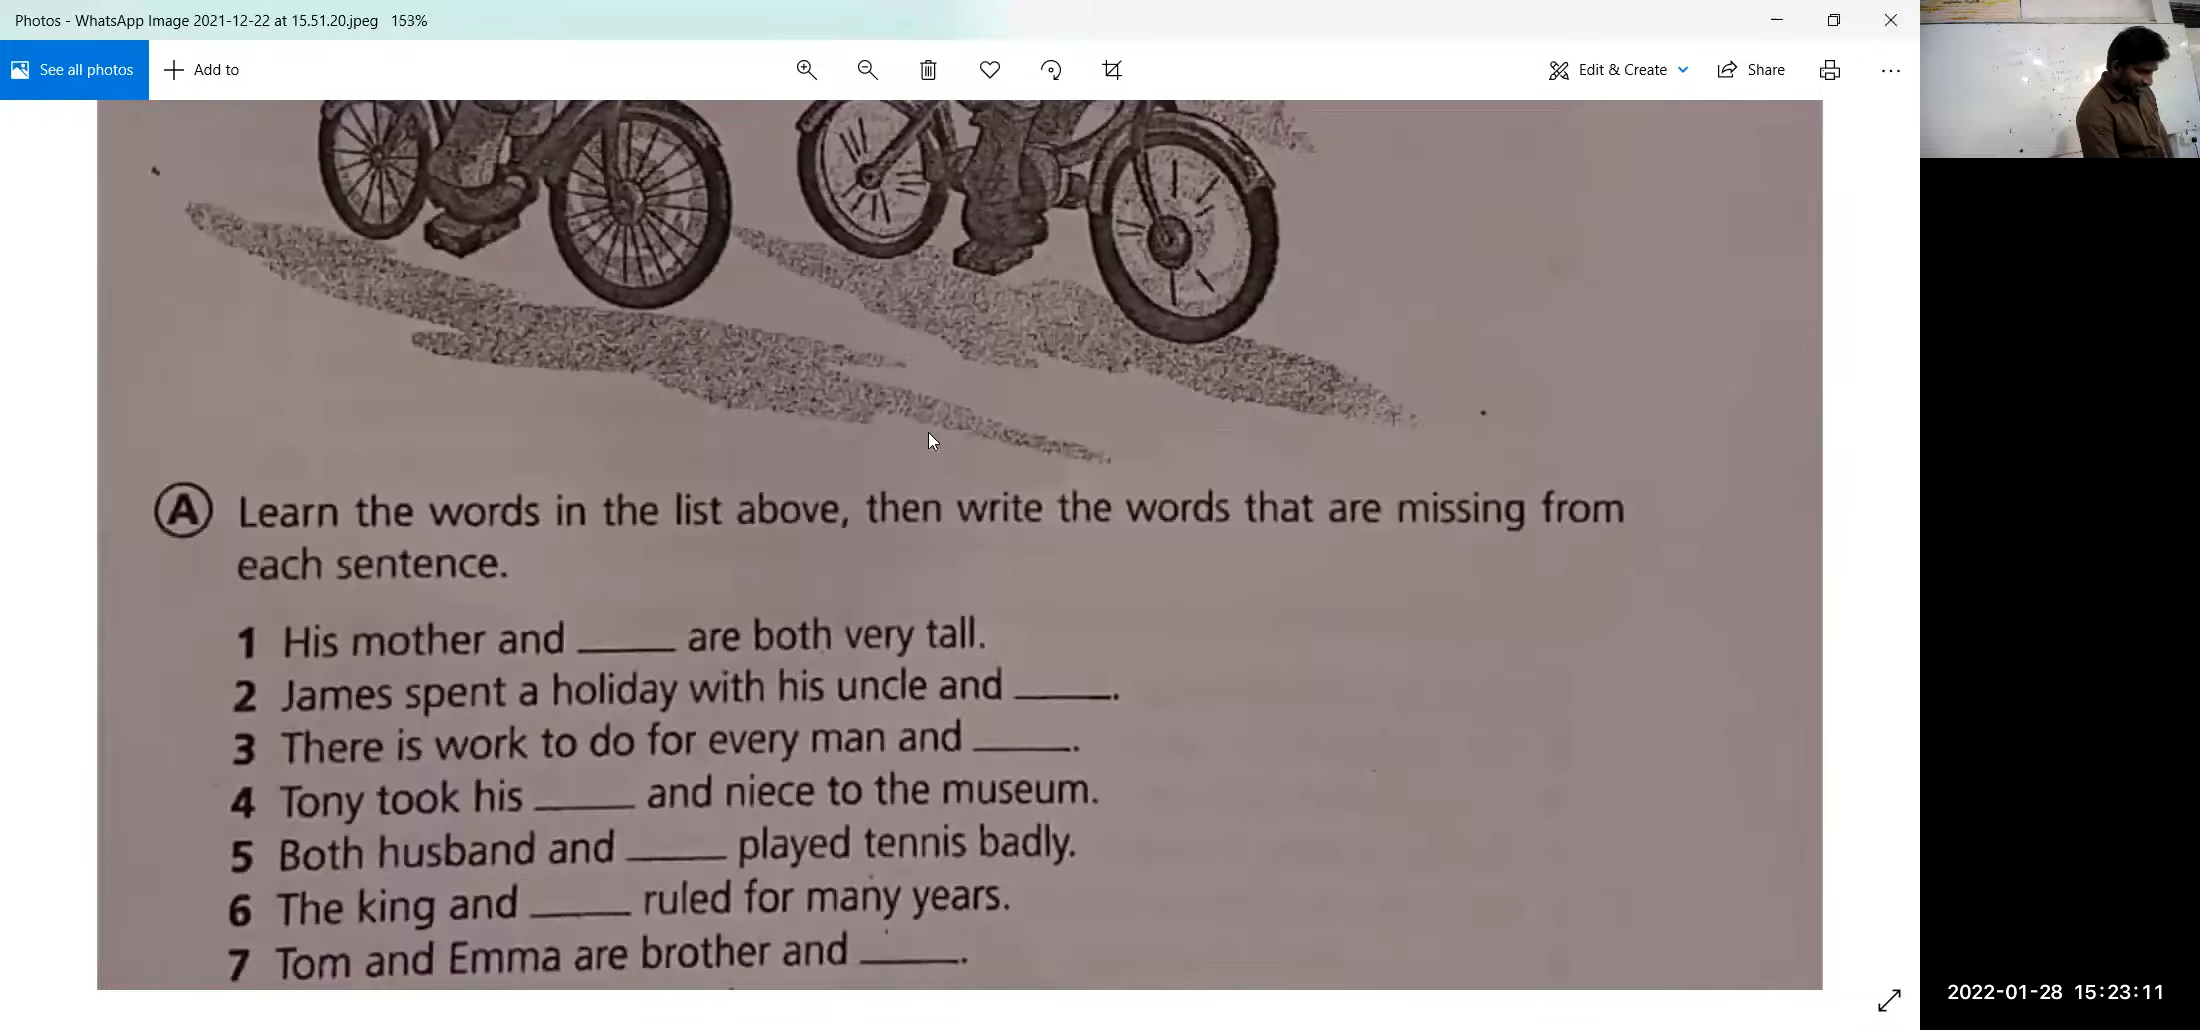 Photos - WhatsApp Image 2021-12-22 at 15.51.20.jpeg 153%
See all photos
Add to
Edit & Create
Share
A Learn the words in the list above, then write the words that are missing from
each sentence.
1 His mother and _____ are both very tall.
2 James spent a holiday with his uncle and _____.
3 There is work to do for every man and _____.
4 Tony took his _____ and niece to the museum.
5 Both husband and _____ played tennis badly.
6 The king and _____ ruled for many years.
7 Tom and Emma are brother and _____.
2022-01-28 15:23:11